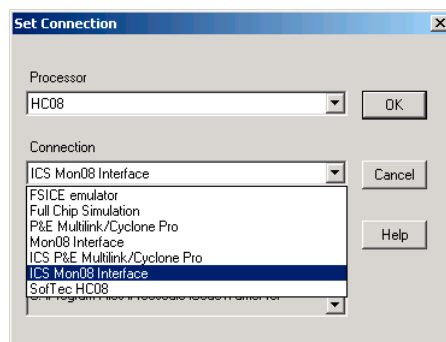 Set Connection
Processor
HC08
OK
Connection
ICS Mon08 Interface
Cancel
FSICE emulator
Full Chip Simulation
P&E Multilink/Cyclone Pro
Mon08 Interface
Help
ICS P&E Multilink/Cyclone Pro
ICS Mon08 Interface
SofTec HC08